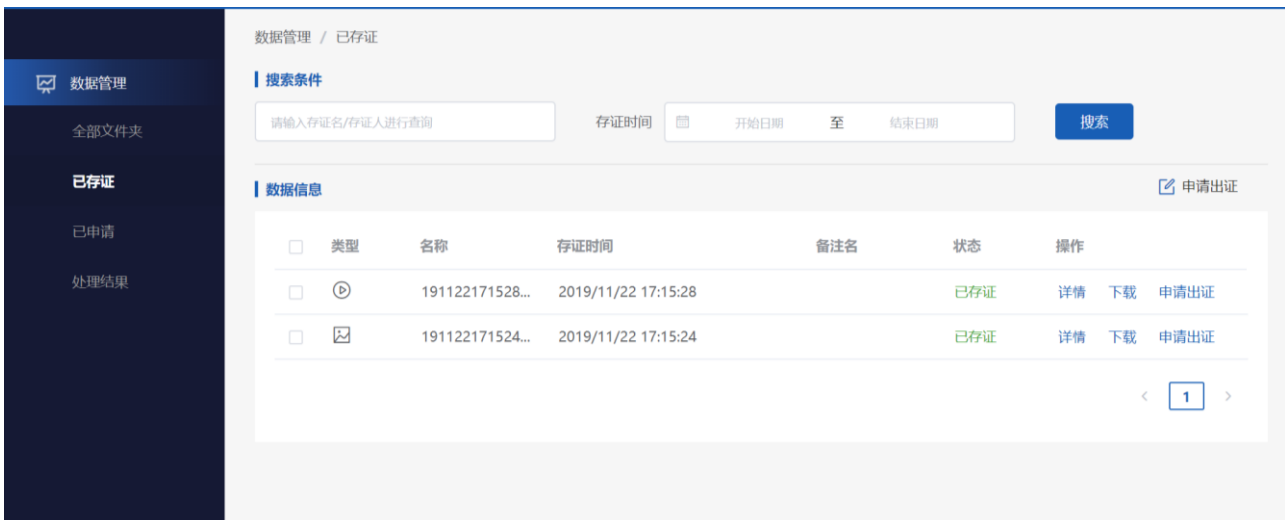 数据管理 / 已存证
数据管理
全部文件夹
已存证
已申请
处理结果
搜索条件
请输入存证名/存证人进行查询 存证时间 开始日期 至 结束日期 搜索
数据信息 申请出证
类型 名称 存证时间 备注名 状态 操作
191122171528... 2019/11/22 17:15:28 已存证 详情 下载 申请出证
191122171524... 2019/11/22 17:15:24 已存证 详情 下载 申请出证
< 1 >